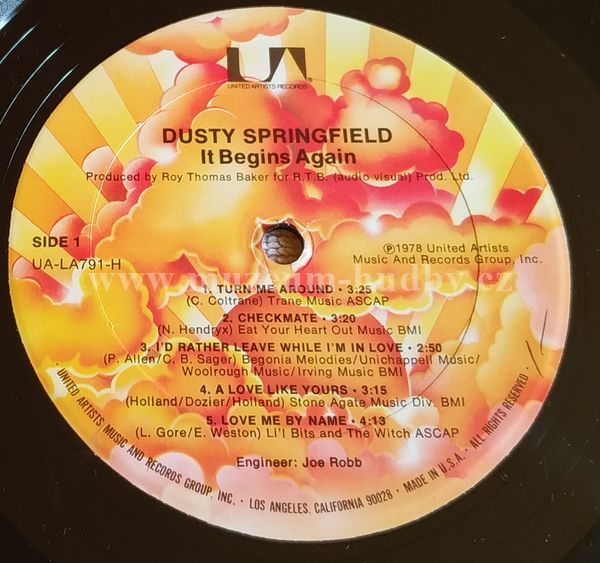 UA
UNITED ARTISTS RECORDS ®
DUSTY SPRINGFIELD
It Begins Again
Produced by Roy Thomas Baker for R.T.B. (audio visual) Prod. Ltd.
SIDE 1
UA-LA791-H
℗1978 United Artists
Music And Records Group, Inc.
www.muzeum-hudby.cz
1. TURN ME AROUND • 3:25
(C. Coltrane) Trane Music ASCAP
2. CHECKMATE • 3:20
(N. Hendryx) Eat Your Heart Out Music BMI
3. I'D RATHER LEAVE WHILE I'M IN LOVE • 2:50
(P. Allen/C. B. Sager) Begonia Melodies/Unichappell Music/
Woolrough Music/Irving Music BMI
4. A LOVE LIKE YOURS • 3:15
(Holland/Dozier/Holland) Stone Agate Music Div. BMI
5. LOVE ME BY NAME • 4:13
(L. Gore/E. Weston) Li'l Bits and The Witch ASCAP
Engineer: Joe Robb
UNITED ARTISTS MUSIC AND RECORDS GROUP, INC. • LOS ANGELES, CALIFORNIA 90028 • MADE IN U.S.A. • ALL RIGHTS RESERVED.